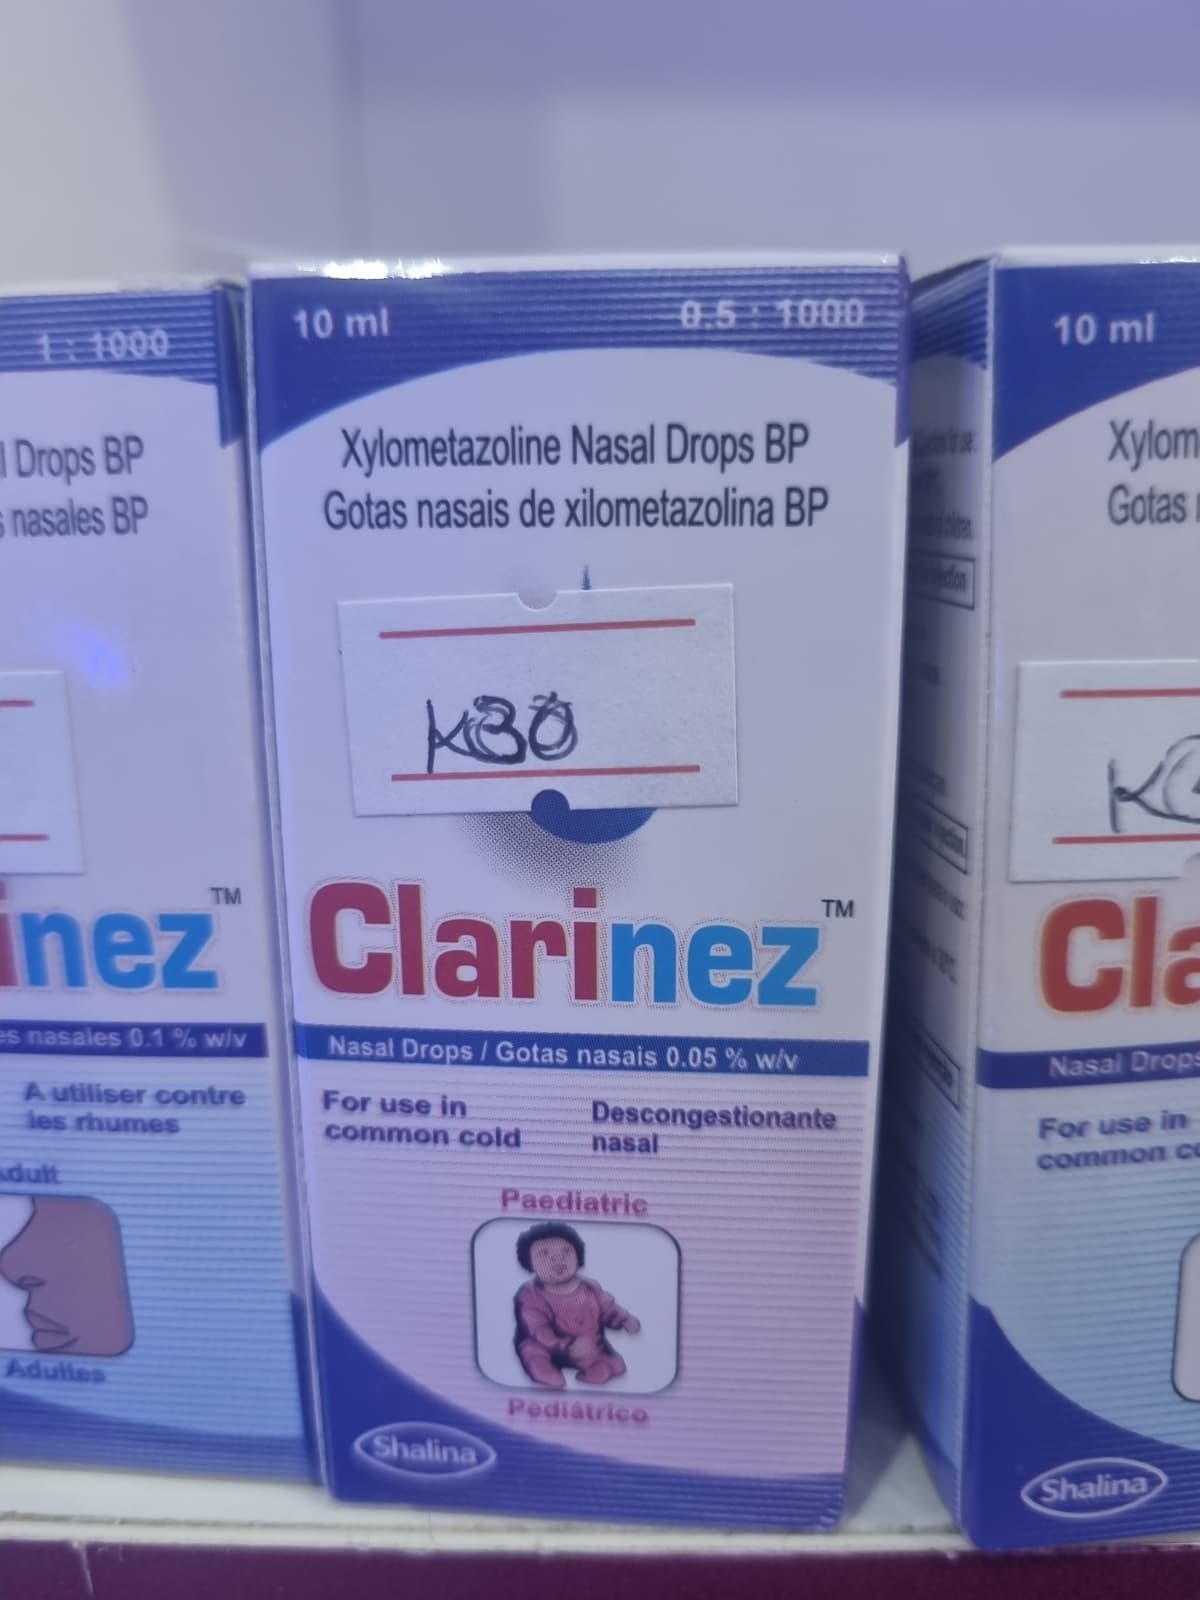 1 : 1000
Drops BP
nasales BP
TM
inez
nasales 0.1 % w/v
A utiliser contre
les rhumes
Adult
Adultes
10 ml
0.5 : 1000
Xylometazoline Nasal Drops BP
Gotas nasais de xilometazolina BP
K30
Clarinez TM
Nasal Drops / Gotas nasais 0.05 % w/v
For use in
common cold
Descongestionante
nasal
Paediatric
Pediátrico
Shalina
10 ml
Xylom
Gotas
K
Cla
Nasal Drops
For use in
common co
Shalina